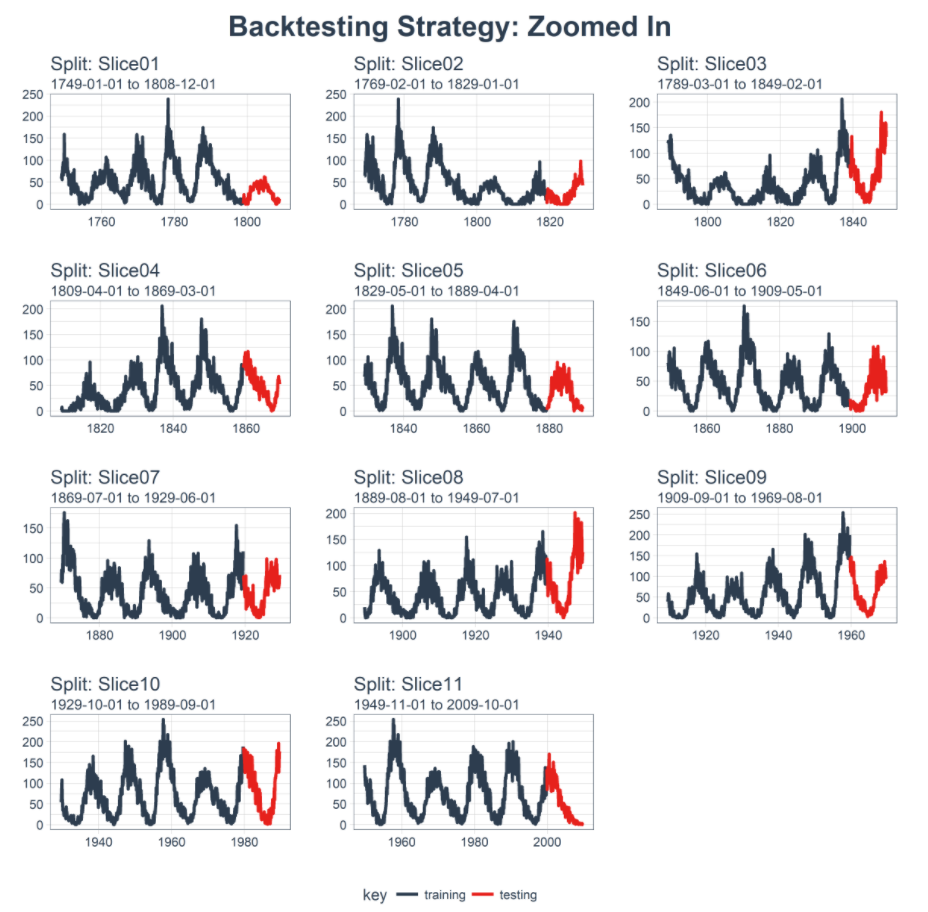 Backtesting Strategy: Zoomed In
Split: Slice01
1749-01-01 to 1808-12-01
250
200
150
100
50
0
1760 1780 1800
Split: Slice02
1769-02-01 to 1829-01-01
250
200
150
100
50
0
1780 1800 1820
Split: Slice03
1789-03-01 to 1849-02-01
200
150
100
50
0
1800 1820 1840
Split: Slice04
1809-04-01 to 1869-03-01
200
150
100
50
0
1820 1840 1860
Split: Slice05
1829-05-01 to 1889-04-01
200
150
100
50
0
1840 1860 1880
Split: Slice06
1849-06-01 to 1909-05-01
150
100
50
0
1860 1880 1900
Split: Slice07
1869-07-01 to 1929-06-01
150
100
50
0
1880 1900 1920
Split: Slice08
1889-08-01 to 1949-07-01
200
150
100
50
0
1900 1920 1940
Split: Slice09
1909-09-01 to 1969-08-01
250
200
150
100
50
0
1920 1940 1960
Split: Slice10
1929-10-01 to 1989-09-01
250
200
150
100
50
0
1940 1960 1980
Split: Slice11
1949-11-01 to 2009-10-01
250
200
150
100
50
0
1960 1980 2000
key training testing